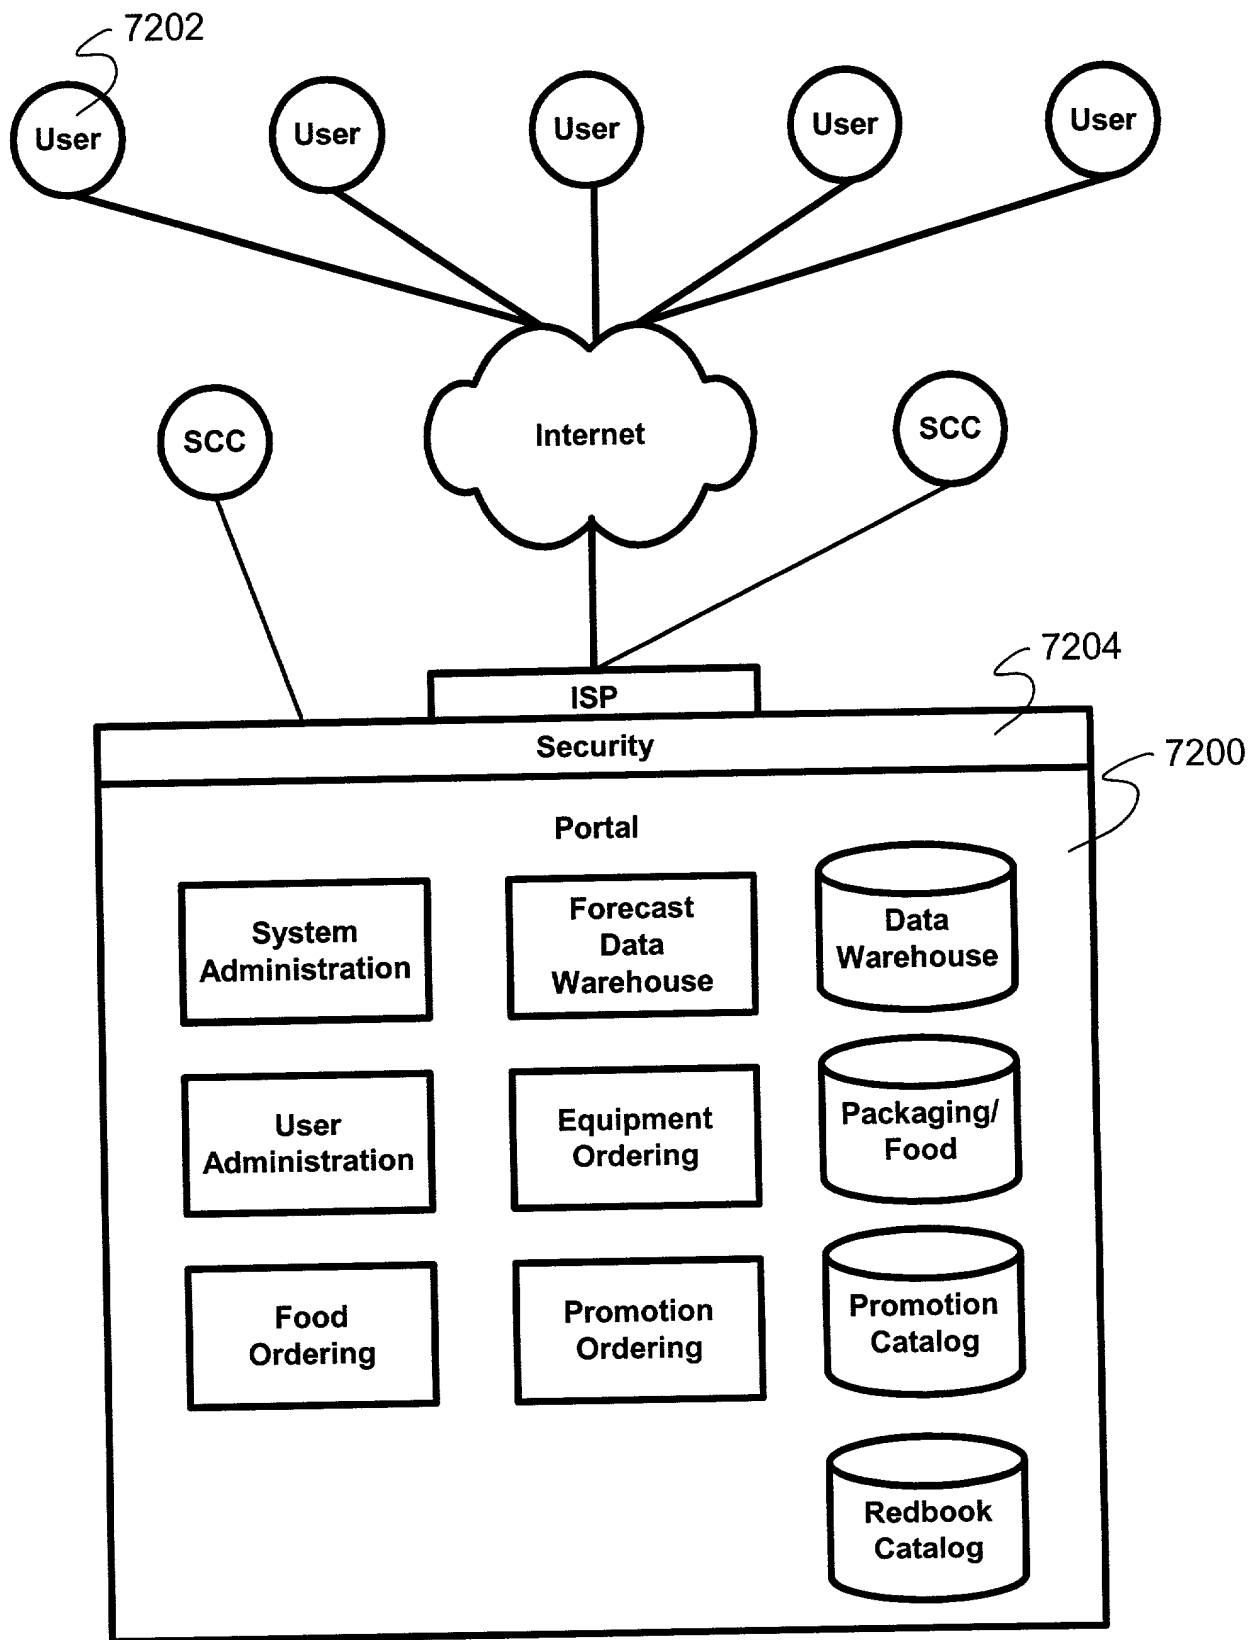 7202
User
User
User
User
User
SCC
Internet
SCC
7204
ISP
Security
7200
Portal
System
Administration
Forecast
Data
Warehouse
Data
Warehouse
User
Administration
Equipment
Ordering
Packaging/
Food
Food
Ordering
Promotion
Ordering
Promotion
Catalog
Redbook
Catalog